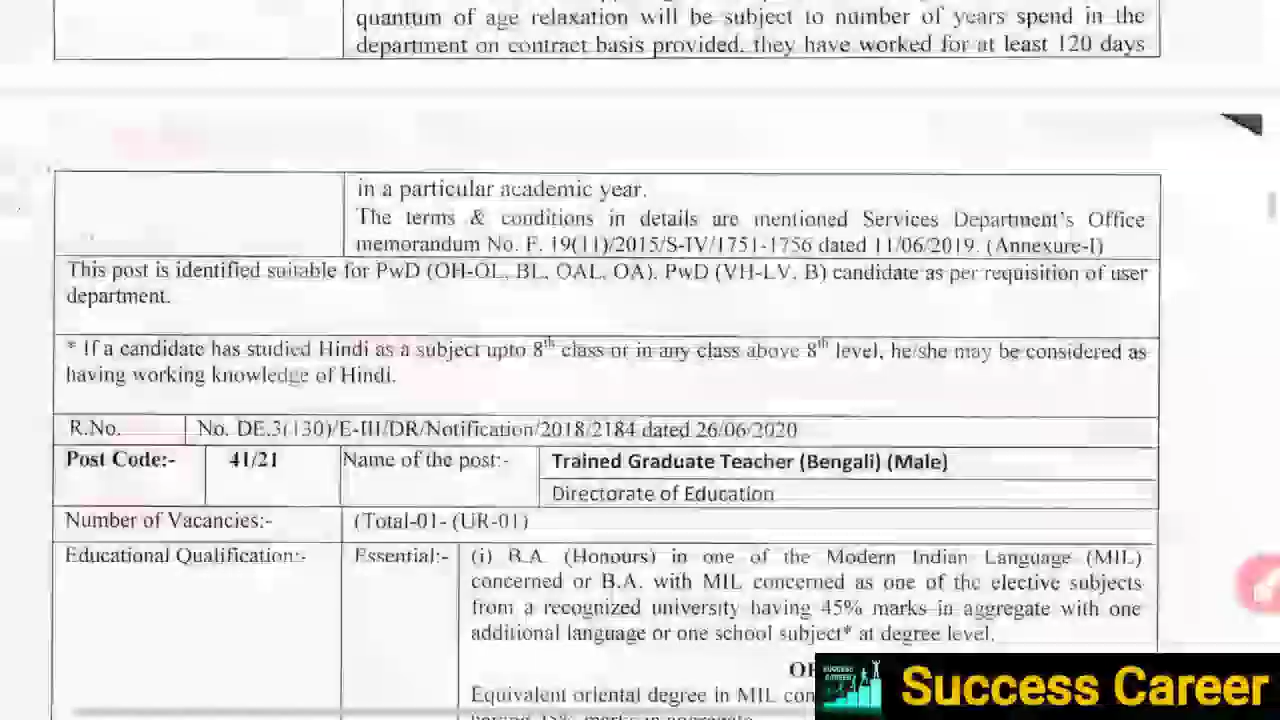 quantum of age relaxation will be subject to number of years spend in the
department on contract basis provided, they have worked for at least 120 days
in a particular academic year.
The terms & conditions in details are mentioned Services Department's Office
memorandum No. F. 19(11)/2015/S-IV/1751-1756 dated 11/06/2019. (Annexure-I)
This post is identified suitable for PwD (OH-OL, BL, OAL, OA), PwD (VH-LV, B) candidate as per requisition of user
department.
* If a candidate has studied Hindi as a subject upto 8th class or in any class above 8th level, he/she may be considered as
having working knowledge of Hindi.
R.No. No. DE.3(130)/E-III/DR/Notification/2018/2184 dated 26/06/2020
Post Code:- 41/21 Name of the post:- Trained Graduate Teacher (Bengali) (Male)
Directorate of Education
Number of Vacancies:- (Total-01- (UR-01)
Educational Qualification:- Essential:- (i) B.A. (Honours) in one of the Modern Indian Language (MIL)
concerned or B.A. with MIL concerned as one of the elective subjects
from a recognized university having 45% marks in aggregate with one
additional language or one school subject* at degree level.
Equivalent oriental degree in MIL
SUCCESS
CAREER
Success Career